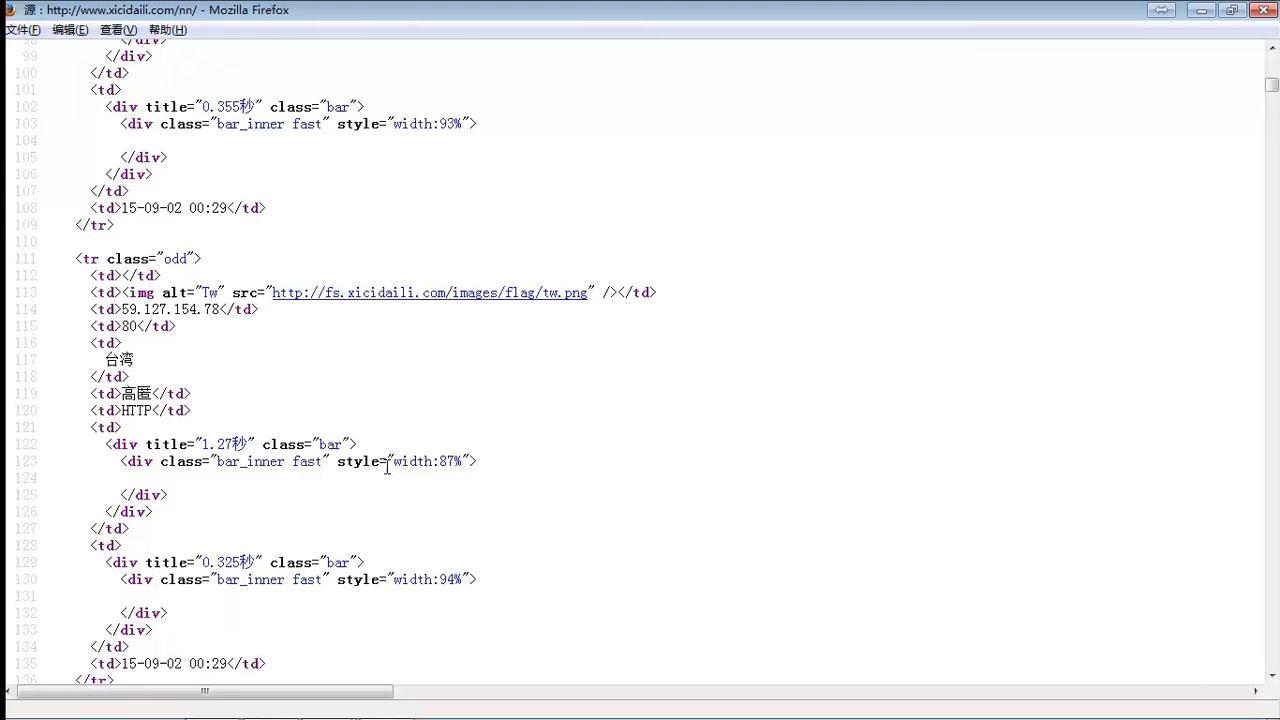 源 : http://www.xicidaili.com/nn/ - Mozilla Firefox
文件(F) 编辑(E) 查看(V) 帮助(H)
98 </div>
99 </div>
100 </td>
101 <td>
102 <div title="0.355秒" class="bar">
103 <div class="bar_inner fast" style="width:93%">
104
105 </div>
106 </div>
107 </td>
108 <td>15-09-02 00:29</td>
109 </tr>
110
111 <tr class="odd">
112 <td></td>
113 <td><img alt="Tw" src="http://fs.xicidaili.com/images/flag/tw.png" /></td>
114 <td>59.127.154.78</td>
115 <td>80</td>
116 <td>
117 台湾
118 </td>
119 <td>高匿</td>
120 <td>HTTP</td>
121 <td>
122 <div title="1.27秒" class="bar">
123 <div class="bar_inner fast" style="width:87%">
124
125 </div>
126 </div>
127 </td>
128 <td>
129 <div title="0.325秒" class="bar">
130 <div class="bar_inner fast" style="width:94%">
131
132 </div>
133 </div>
134 </td>
135 <td>15-09-02 00:29</td>
136 </tr>